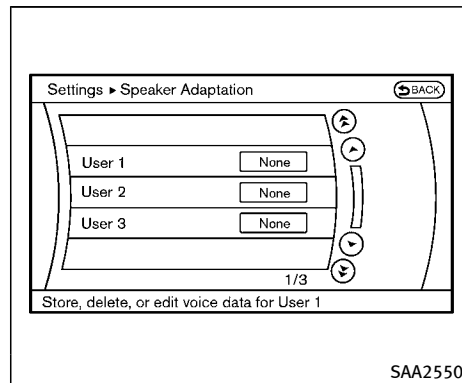 Settings ▸ Speaker Adaptation BACK
User 1 None
User 2 None
User 3 None
1/3
Store, delete, or edit voice data for User 1
SAA2550